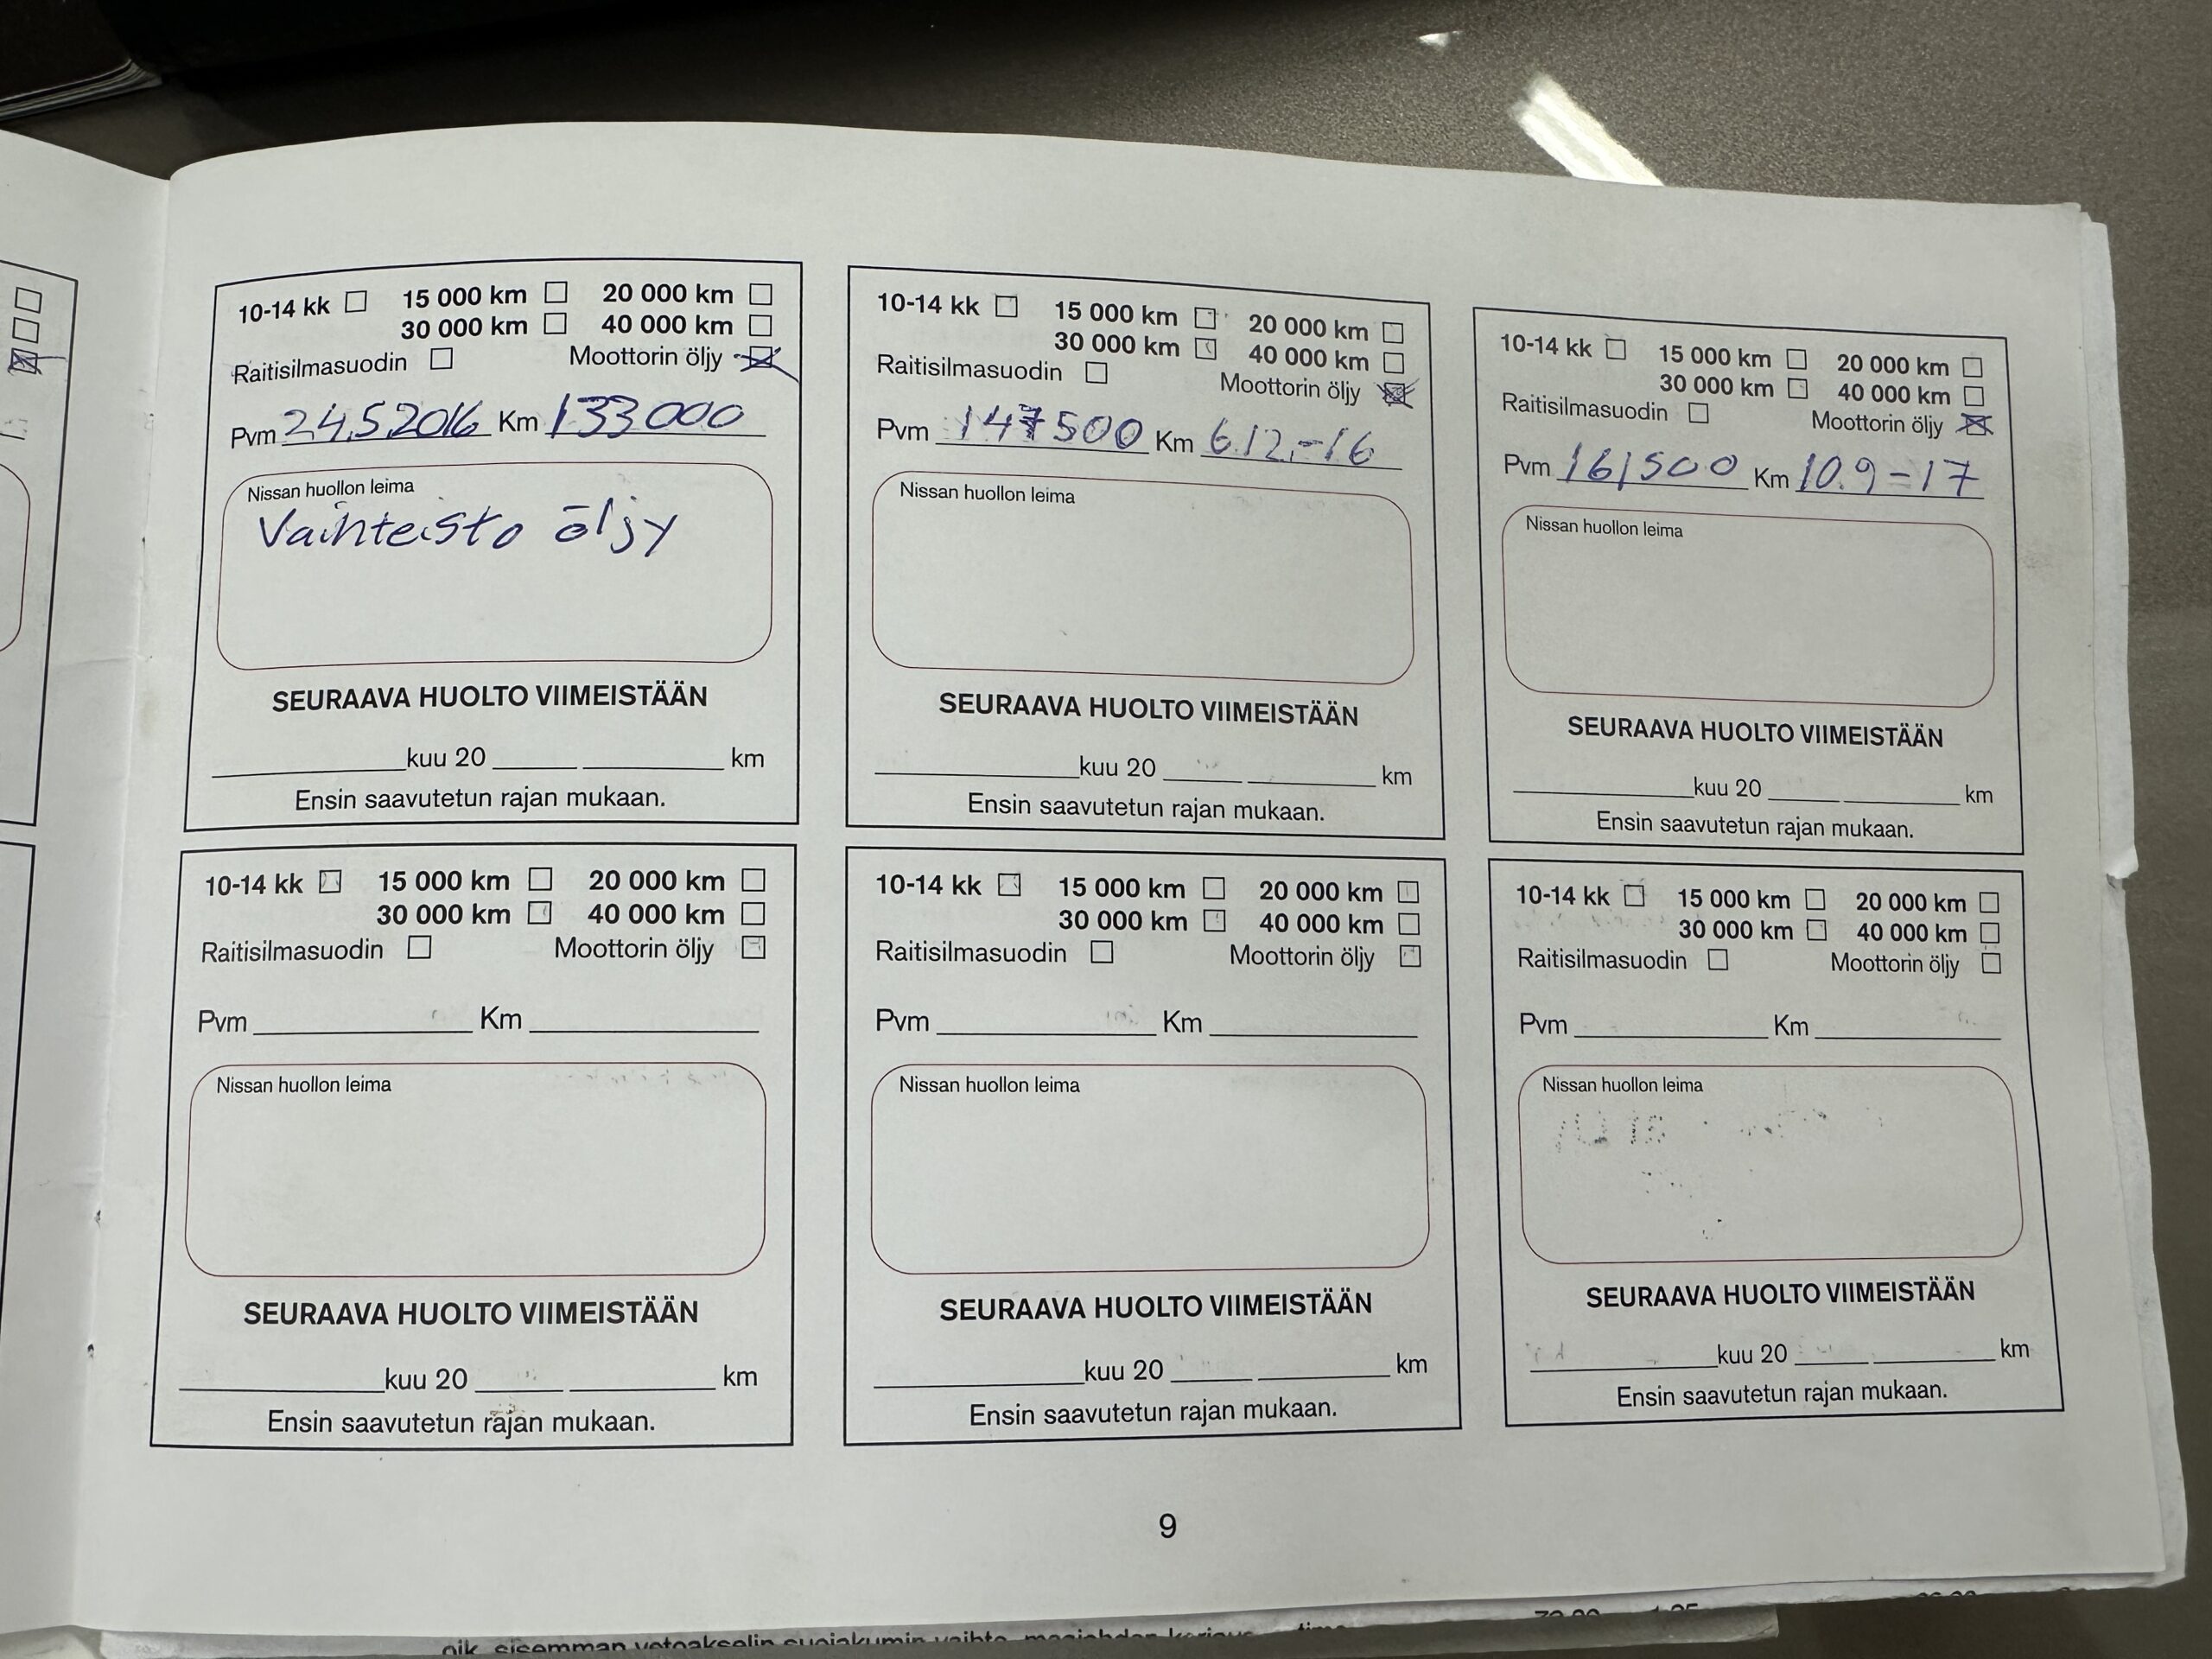 10-14 kk 15 000 km 20 000 km
30 000 km 40 000 km
Raitisilmasuodin Moottorin öljy
Pvm 24.5.2016 Km 133000
Nissan huollon leima
Vaihteisto öljy
SEURAAVA HUOLTO VIIMEISTÄÄN
kuu 20 km
Ensin saavutetun rajan mukaan.
10-14 kk 15 000 km 20 000 km
30 000 km 40 000 km
Raitisilmasuodin Moottorin öljy
Pvm 147500 Km 6.12.-16
Nissan huollon leima
SEURAAVA HUOLTO VIIMEISTÄÄN
kuu 20 km
Ensin saavutetun rajan mukaan.
10-14 kk 15 000 km 20 000 km
30 000 km 40 000 km
Raitisilmasuodin Moottorin öljy
Pvm 161500 Km 10.9-17
Nissan huollon leima
SEURAAVA HUOLTO VIIMEISTÄÄN
kuu 20 km
Ensin saavutetun rajan mukaan.
10-14 kk 15 000 km 20 000 km
30 000 km 40 000 km
Raitisilmasuodin Moottorin öljy
Pvm Km
Nissan huollon leima
SEURAAVA HUOLTO VIIMEISTÄÄN
kuu 20 km
Ensin saavutetun rajan mukaan.
10-14 kk 15 000 km 20 000 km
30 000 km 40 000 km
Raitisilmasuodin Moottorin öljy
Pvm Km
Nissan huollon leima
SEURAAVA HUOLTO VIIMEISTÄÄN
kuu 20 km
Ensin saavutetun rajan mukaan.
10-14 kk 15 000 km 20 000 km
30 000 km 40 000 km
Raitisilmasuodin Moottorin öljy
Pvm Km
Nissan huollon leima
SEURAAVA HUOLTO VIIMEISTÄÄN
kuu 20 km
Ensin saavutetun rajan mukaan.
9
oik. sisemman vetoakselin suojakumin vaihto